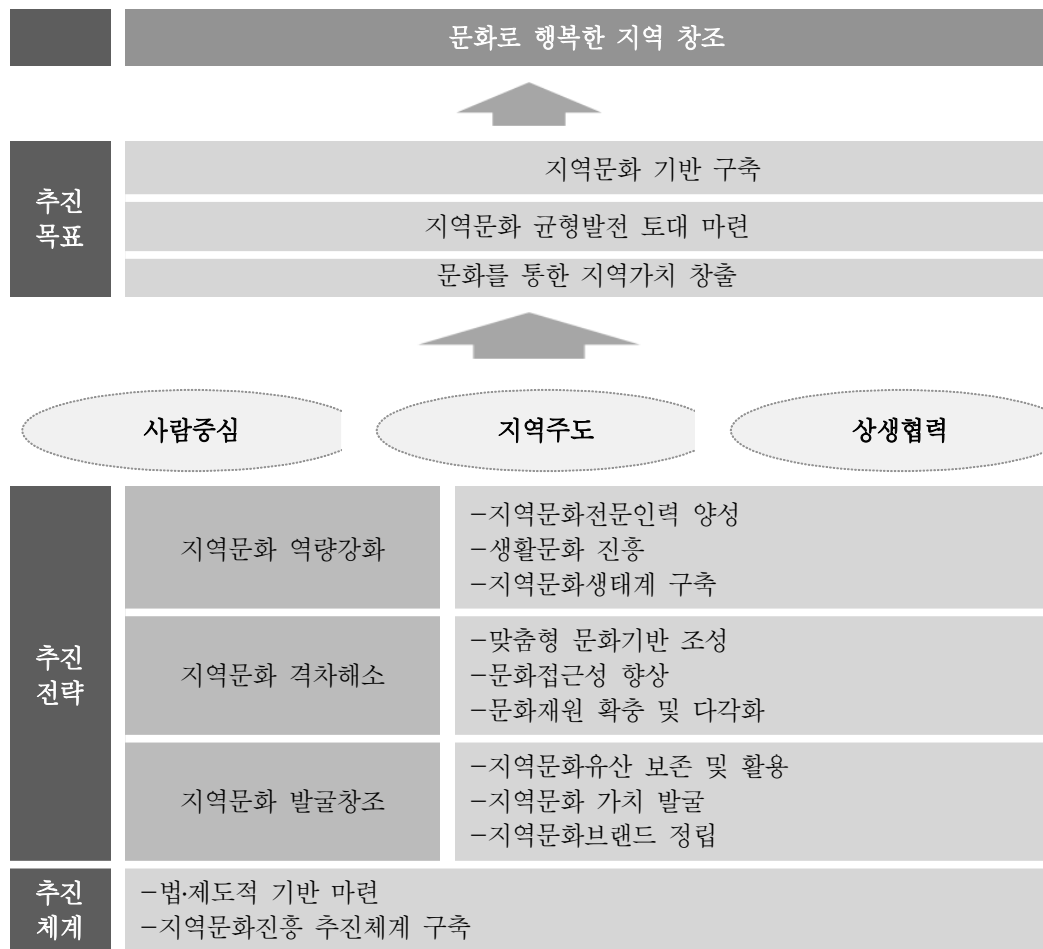 문화로 행복한 지역 창조
추진
목표
지역문화 기반 구축
지역문화 균형발전 토대 마련
문화를 통한 지역가치 창출
사람중심
지역주도
상생협력
추진
전략
지역문화 역량강화
-지역문화전문인력 양성
-생활문화 진흥
-지역문화생태계 구축
지역문화 격차해소
-맞춤형 문화기반 조성
-문화접근성 향상
-문화재원 확충 및 다각화
지역문화 발굴창조
-지역문화유산 보존 및 활용
-지역문화 가치 발굴
-지역문화브랜드 정립
추진
체계
-법·제도적 기반 마련
-지역문화진흥 추진체계 구축